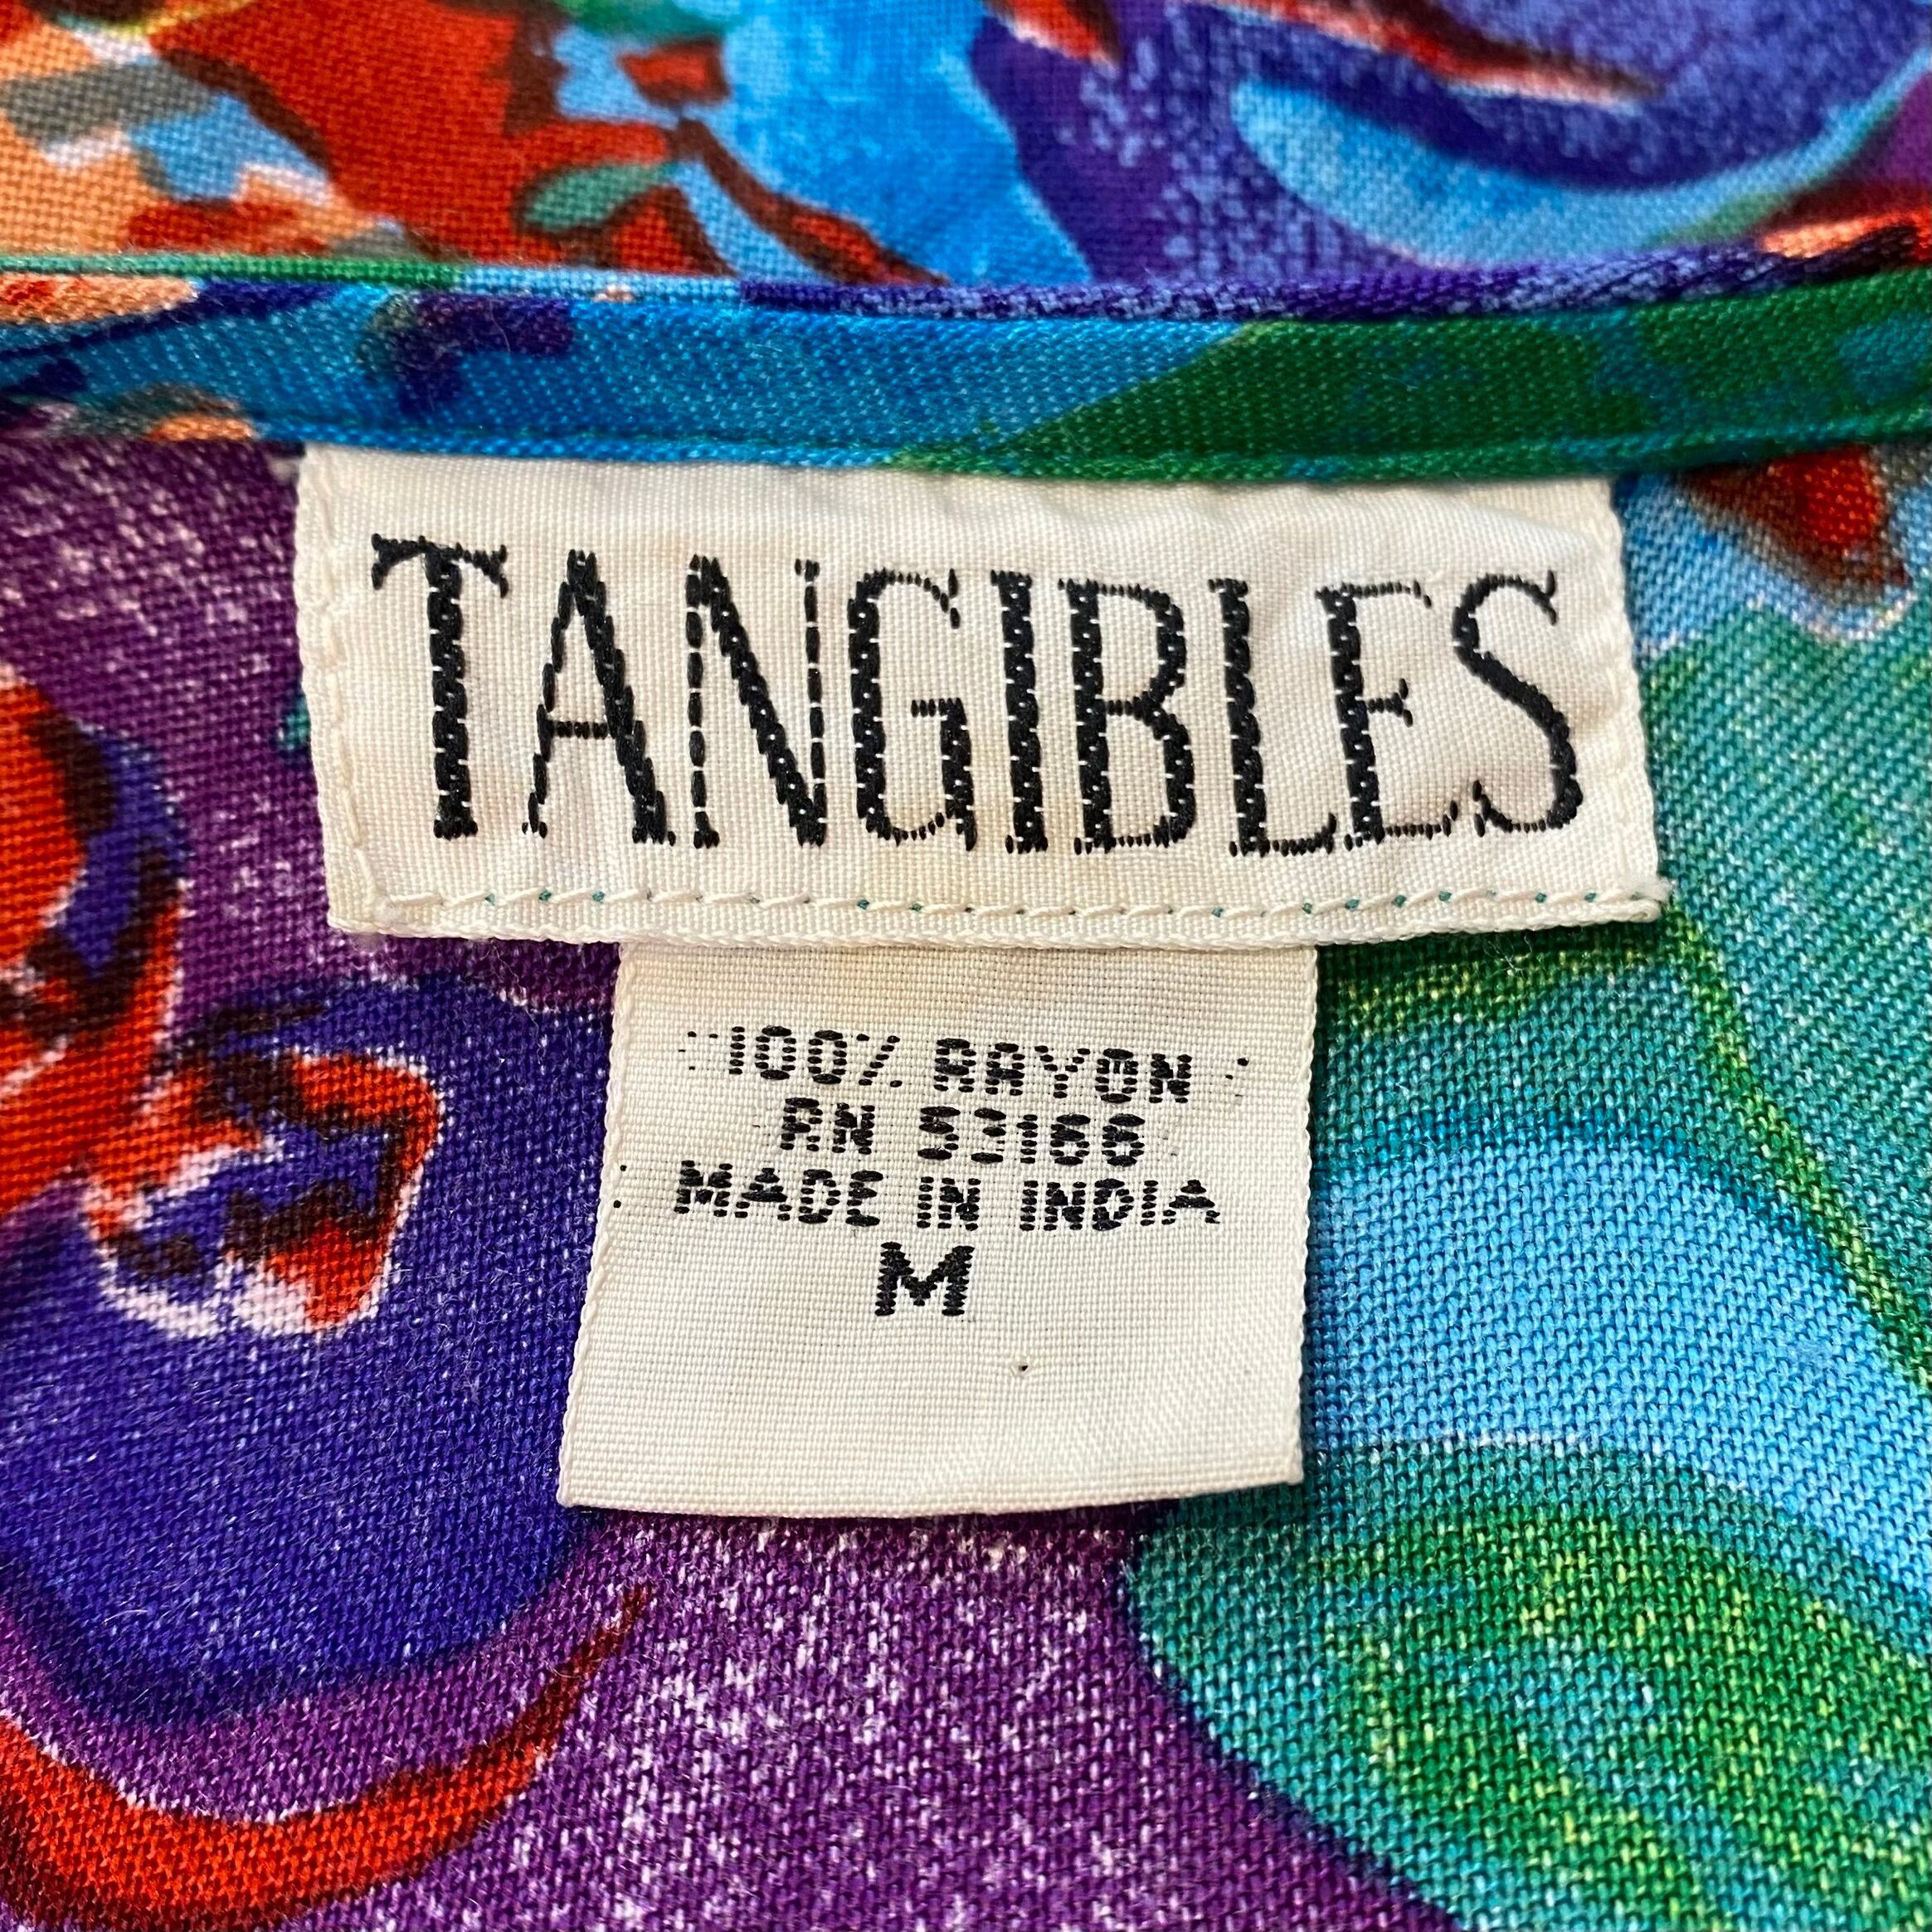 TANGIBLES
100% RAYON
RN 53166
MADE IN INDIA
M